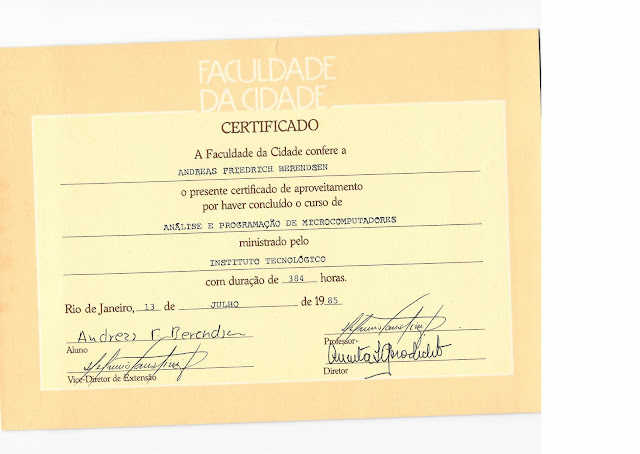 FACULDADE
DA CIDADE
CERTIFICADO
A Faculdade da Cidade confere a
ANDREAS FRIEDRICH BERENDSEN
o presente certificado de aproveitamento
por haver concluído o curso de
ANÁLISE E PROGRAMAÇÃO DE MICROCOMPUTADORES
ministrado pelo
INSTITUTO TECNOLÓGICO
com duração de 384 horas.
Rio de Janeiro, 13 de JULHO de 1985
Andreas F. Berendsen
Aluno
Professor
Vice-Diretor de Extensão
Diretor